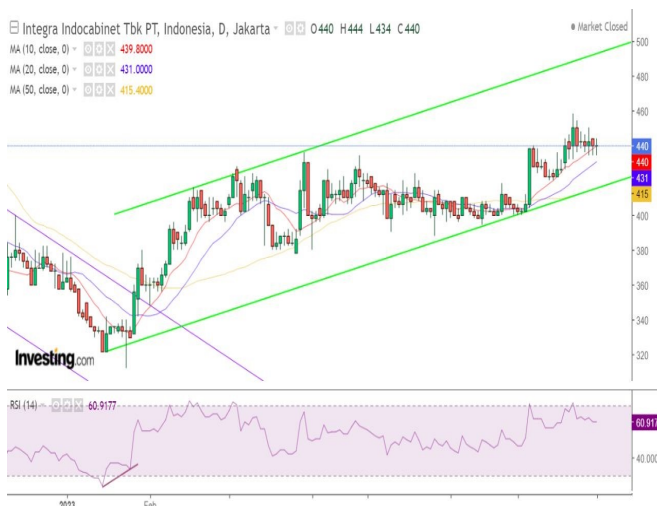 Integra Indocabinet Tbk PT, Indonesia, D, Jakarta O440 H444 L434 C440
Market Closed
MA (10, close, 0) 439.8000
MA (20, close, 0) 431.0000
MA (50, close, 0) 415.4000
500
480
460
440
440
431
415
400
380
360
340
320
Investing.com
RSI (14) 60.9177
60.917
40.000
2023
Feb